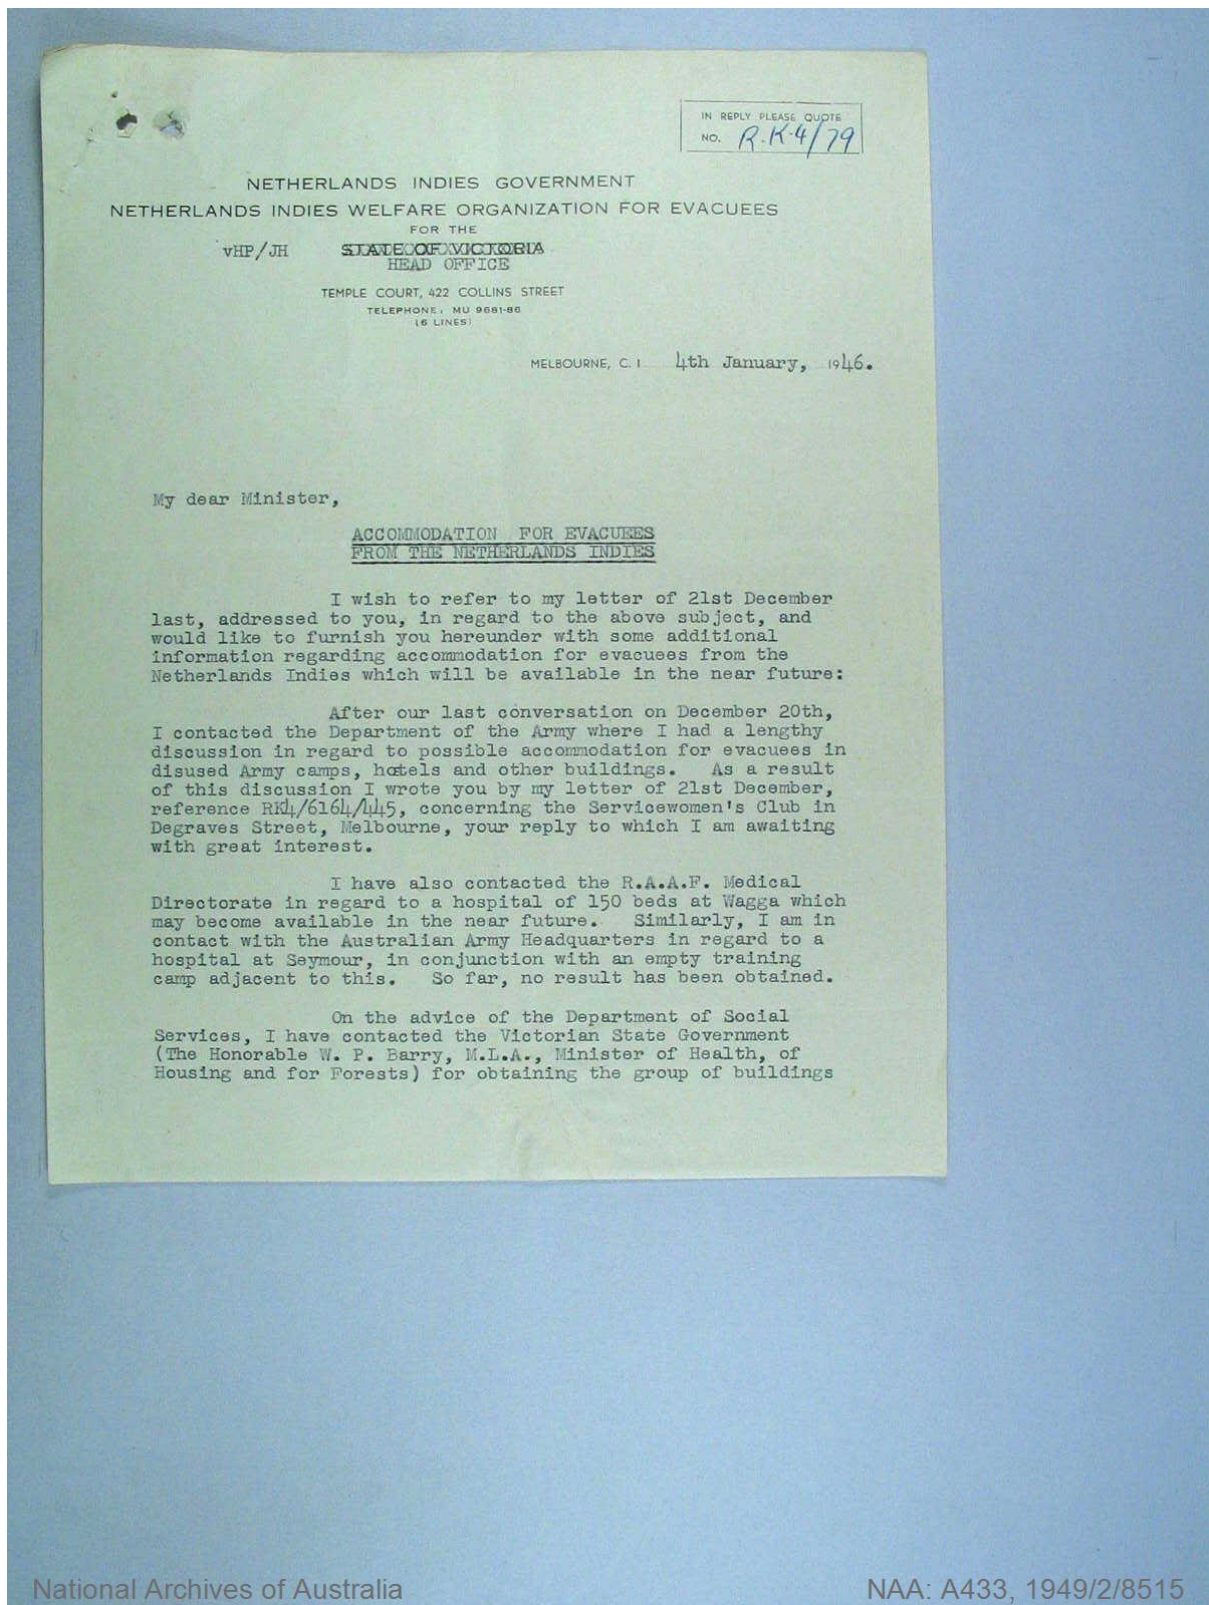 IN REPLY PLEASE QUOTE
NO. R.K-4/79
NETHERLANDS INDIES GOVERNMENT
NETHERLANDS INDIES WELFARE ORGANIZATION FOR EVACUEES
FOR THE
vHP/JH STATE OF VICTORIA
HEAD OFFICE
TEMPLE COURT, 422 COLLINS STREET
TELEPHONE: MU 9681-86
(6 LINES)
MELBOURNE, C. 1 4th January, 1946.
My dear Minister,
ACCOMMODATION FOR EVACUEES
FROM THE NETHERLANDS INDIES
I wish to refer to my letter of 21st December
last, addressed to you, in regard to the above subject, and
would like to furnish you hereunder with some additional
information regarding accommodation for evacuees from the
Netherlands Indies which will be available in the near future:
After our last conversation on December 20th,
I contacted the Department of the Army where I had a lengthy
discussion in regard to possible accommodation for evacuees in
disused Army camps, hostels and other buildings. As a result
of this discussion I wrote you by my letter of 21st December,
reference RK4/6164/445, concerning the Servicewomen's Club in
Degraves Street, Melbourne, your reply to which I am awaiting
with great interest.
I have also contacted the R.A.A.F. Medical
Directorate in regard to a hospital of 150 beds at Wagga which
may become available in the near future. Similarly, I am in
contact with the Australian Army Headquarters in regard to a
hospital at Seymour, in conjunction with an empty training
camp adjacent to this. So far, no result has been obtained.
On the advice of the Department of Social
Services, I have contacted the Victorian State Government
(The Honorable W. P. Barry, M.L.A., Minister of Health, of
Housing and for Forests) for obtaining the group of buildings
National Archives of Australia NAA: A433, 1949/2/8515